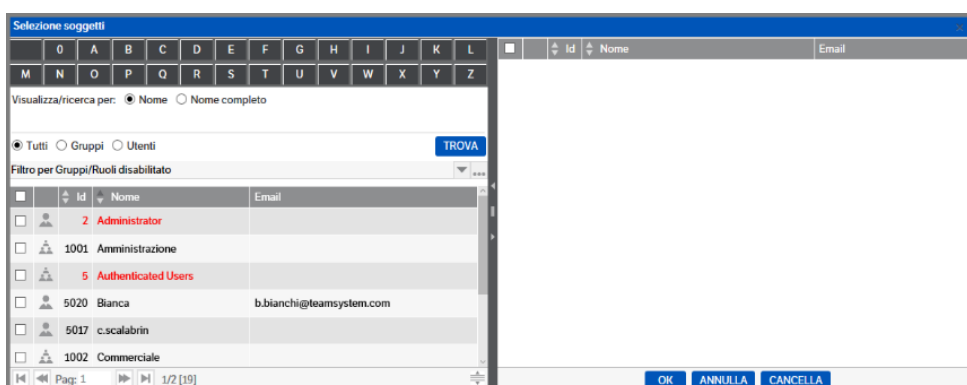 Selezione soggetti
0 A B C D E F G H I J K L
M N O P Q R S T U V W X Y Z
Visualizza/ricerca per: Nome Nome completo
Tutti Gruppi Utenti TROVA
Filtro per Gruppi/Ruoli disabilitato ...
Id Nome Email
2 Administrator
1001 Amministrazione
5 Authenticated Users
5020 Bianca b.bianchi@teamsystem.com
5017 c.scalabrin
1002 Commerciale
Pag: 1 1/2 [19]
Id Nome Email
OK ANNULLA CANCELLA